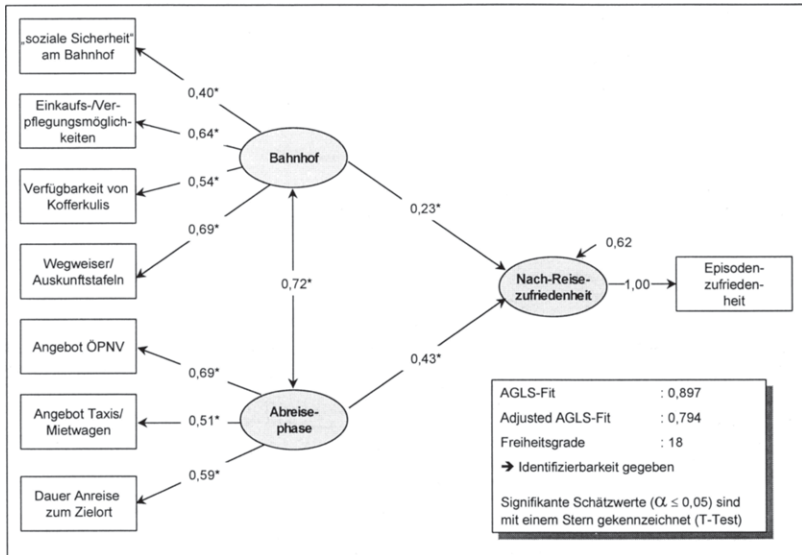 „soziale Sicherheit“
am Bahnhof
0,40*
Einkaufs-/Ver-
pflegungsmöglich-
keiten
0,64*
Bahnhof
Verfügbarkeit von
Kofferkulis
0,54*
0,69*
Wegweiser/
Auskunftstafeln
0,23*
0,62
0,72*
Nach-Reise-
zufriedenheit
1,00
Episoden-
zufrieden-
heit
Angebot ÖPNV
0,69*
0,43*
Angebot Taxis/
Mietwagen
0,51*
Abreise-
phase
0,59*
Dauer Anreise
zum Zielort
AGLS-Fit : 0,897
Adjusted AGLS-Fit : 0,794
Freiheitsgrade : 18
➔ Identifizierbarkeit gegeben
Signifikante Schätzwerte (α ≤ 0,05) sind
mit einem Stern gekennzeichnet (T-Test)